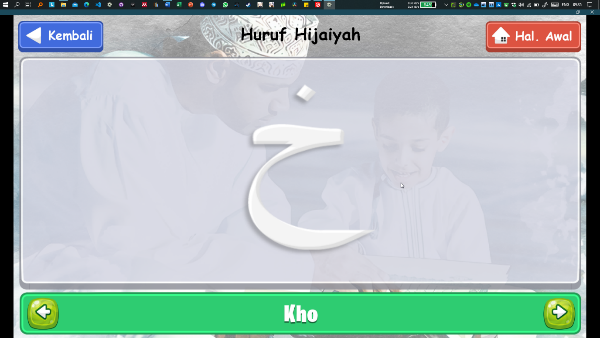 Kembali
Huruf Hijaiyah
Hal. Awal
خ
Kho